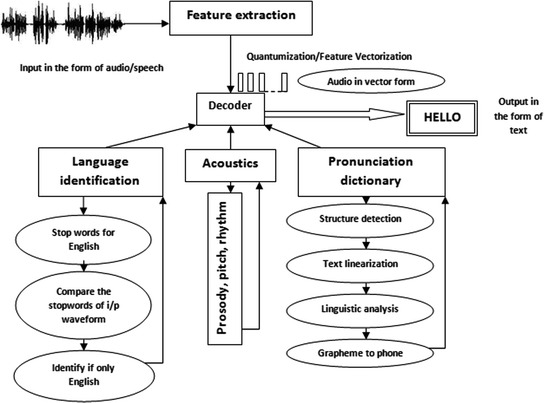 Feature extraction
Input in the form of audio/speech
Quantumization/Feature Vectorization
Audio in vector form
Decoder
HELLO
Output in
the form of
text
Language
identification
Acoustics
Pronunciation
dictionary
Stop words for
English
Compare the
stopwords of i/p
waveform
Identify if only
English
Prosody, pitch, rhythm
Structure detection
Text linearization
Linguistic analysis
Grapheme to phone